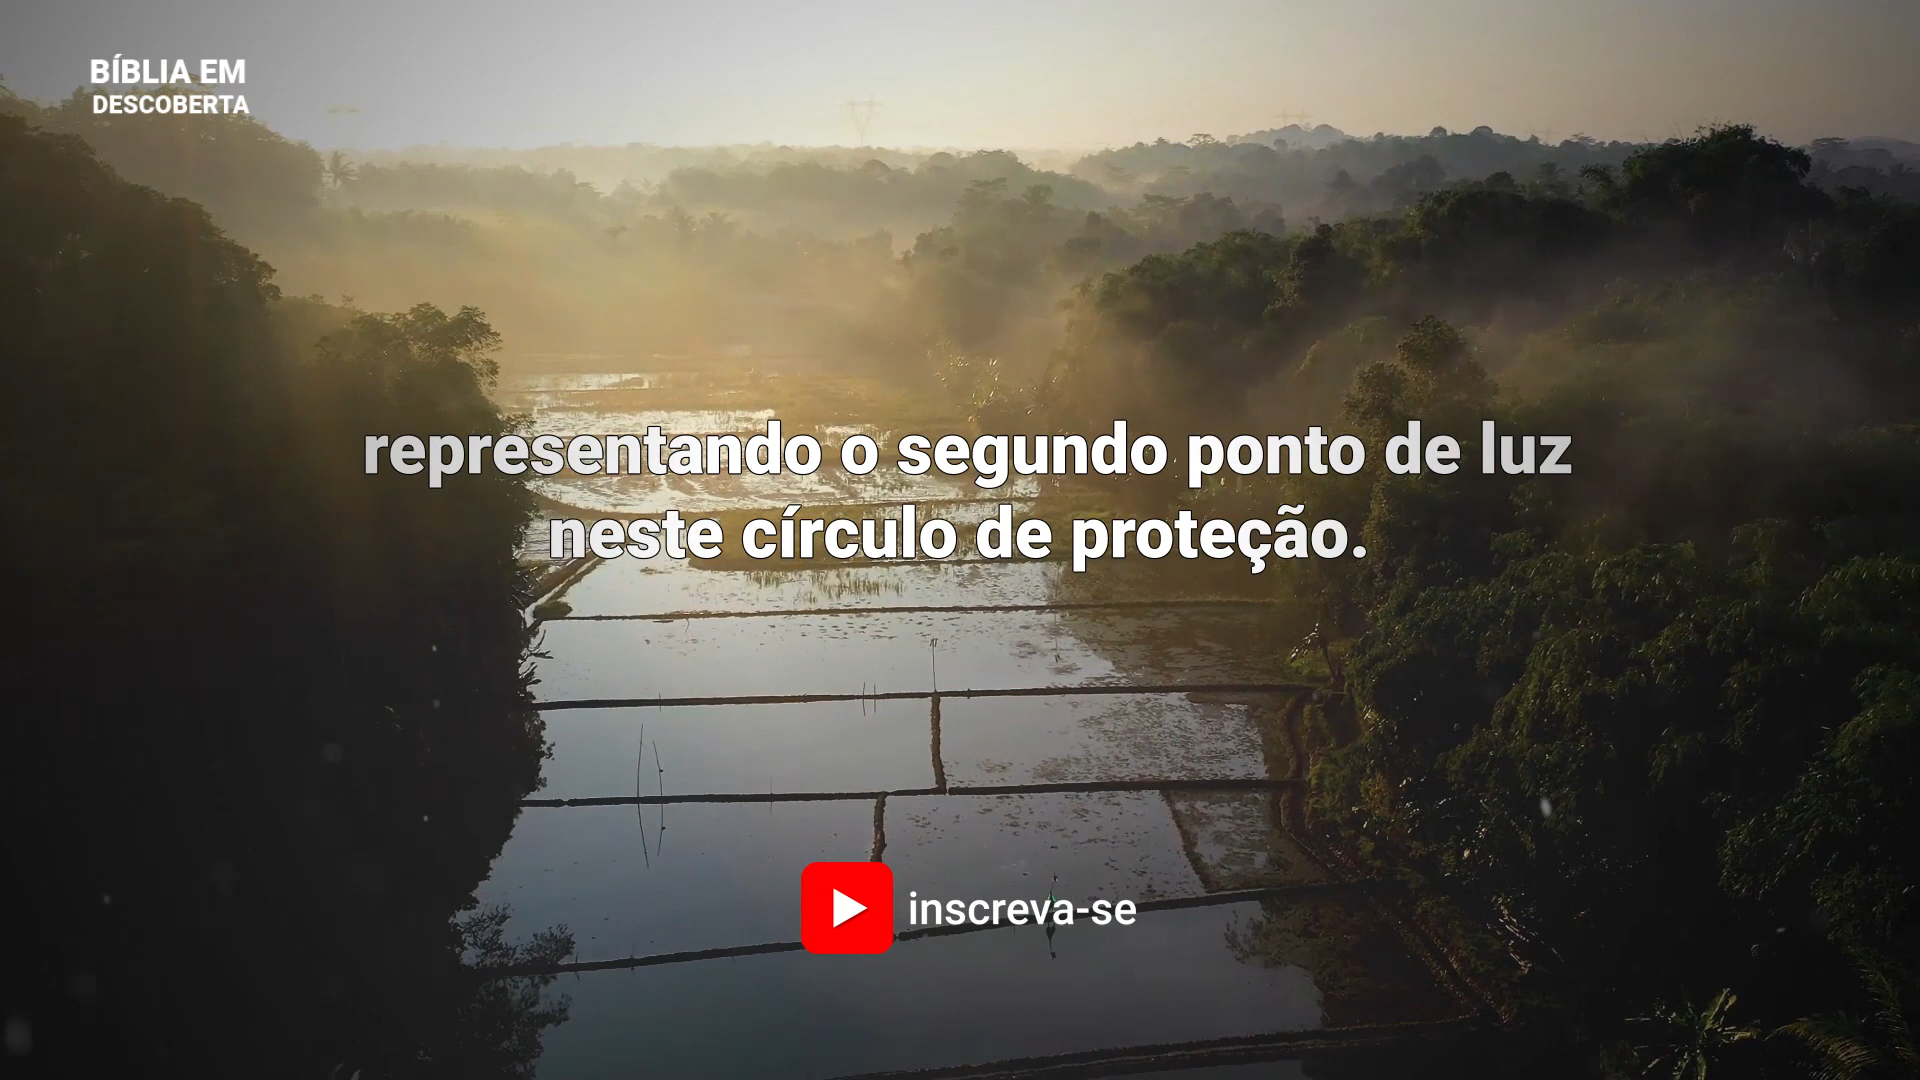 BÍBLIA EM
DESCOBERTA
representando o segundo ponto de luz
neste círculo de proteção.
inscreva-se